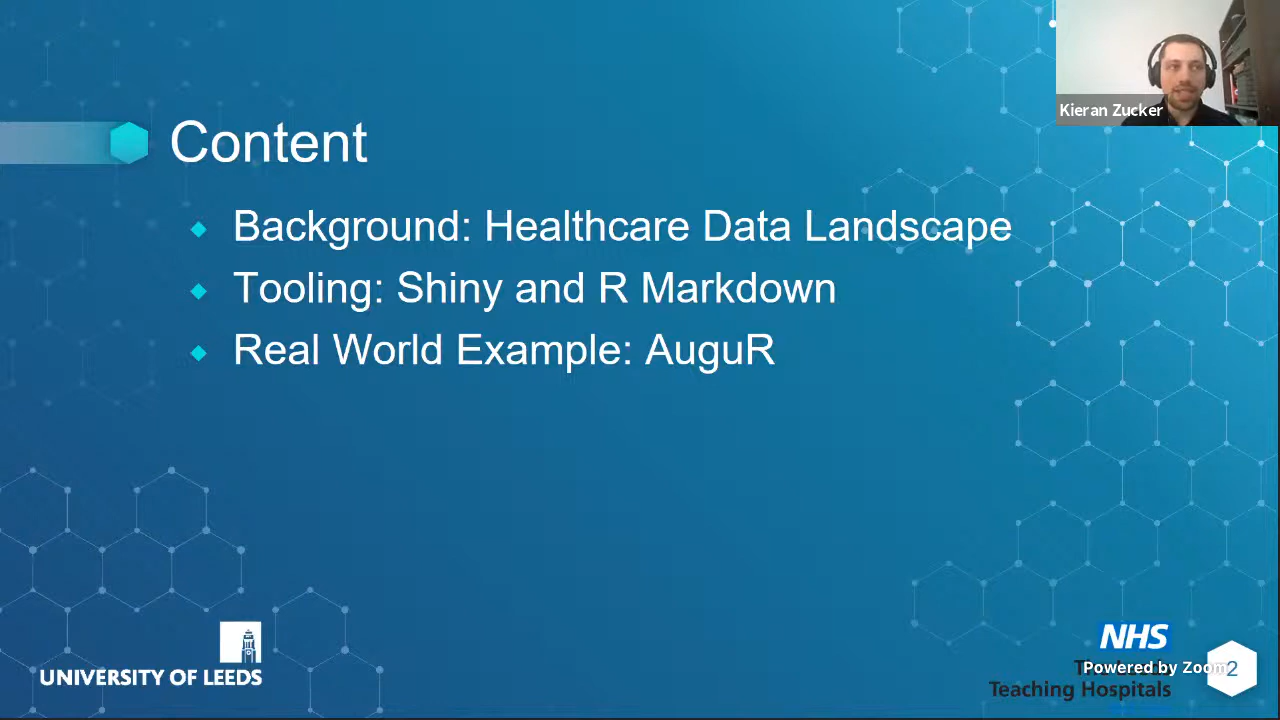 Kieran Zucker
Content
Background: Healthcare Data Landscape
Tooling: Shiny and R Markdown
Real World Example: AuguR
UNIVERSITY OF LEEDS
NHS
Powered by Zoom
2
Teaching Hospitals